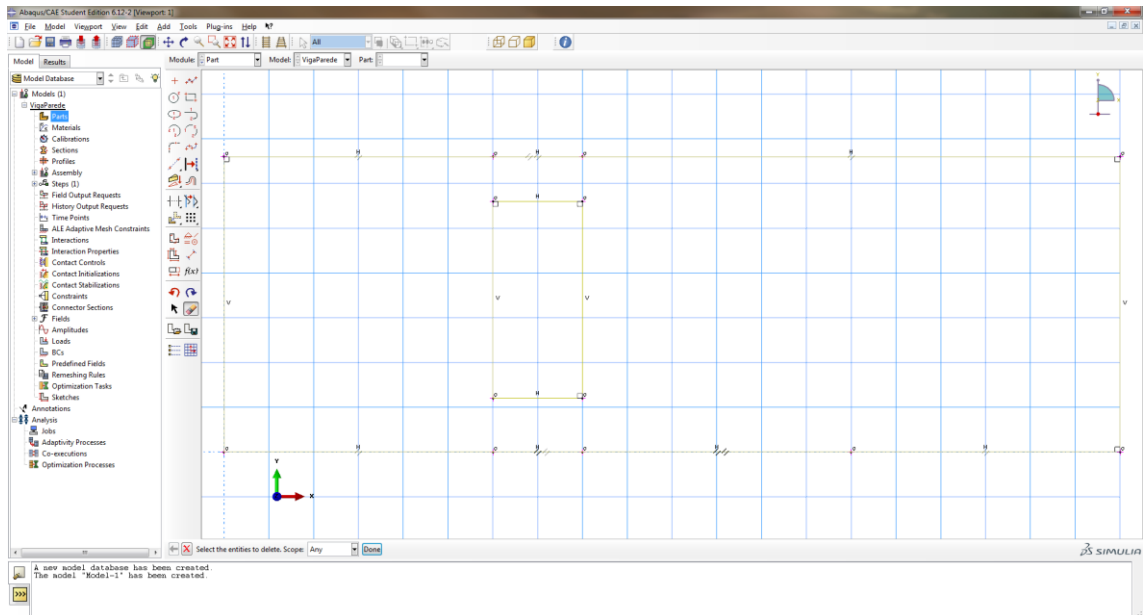 Abaqus/CAE Student Edition 6.12-2 [Viewport: 1]
File Model Viewport View Edit Add Tools Plug-ins Help
All
Model Results
Module: Part Model: VigaParede Part:
Model Database
Models (1)
VigaParede
Parts
Materials
Calibrations
Sections
Profiles
Assembly
Steps (1)
Field Output Requests
History Output Requests
Time Points
ALE Adaptive Mesh Constraints
Interactions
Interaction Properties
Contact Controls
Contact Initializations
Contact Stabilizations
Constraints
Connector Sections
Fields
Amplitudes
Loads
BCs
Predefined Fields
Remeshing Rules
Optimization Tasks
Sketches
Annotations
Analysis
Jobs
Adaptivity Processes
Co-executions
Optimization Processes
f(x)
H H H
H
V V V V
H
H H H H
Y
X
Select the entities to delete. Scope: Any Done
SIMULIA
A new model database has been created.
The model "Model-1" has been created.
>>>